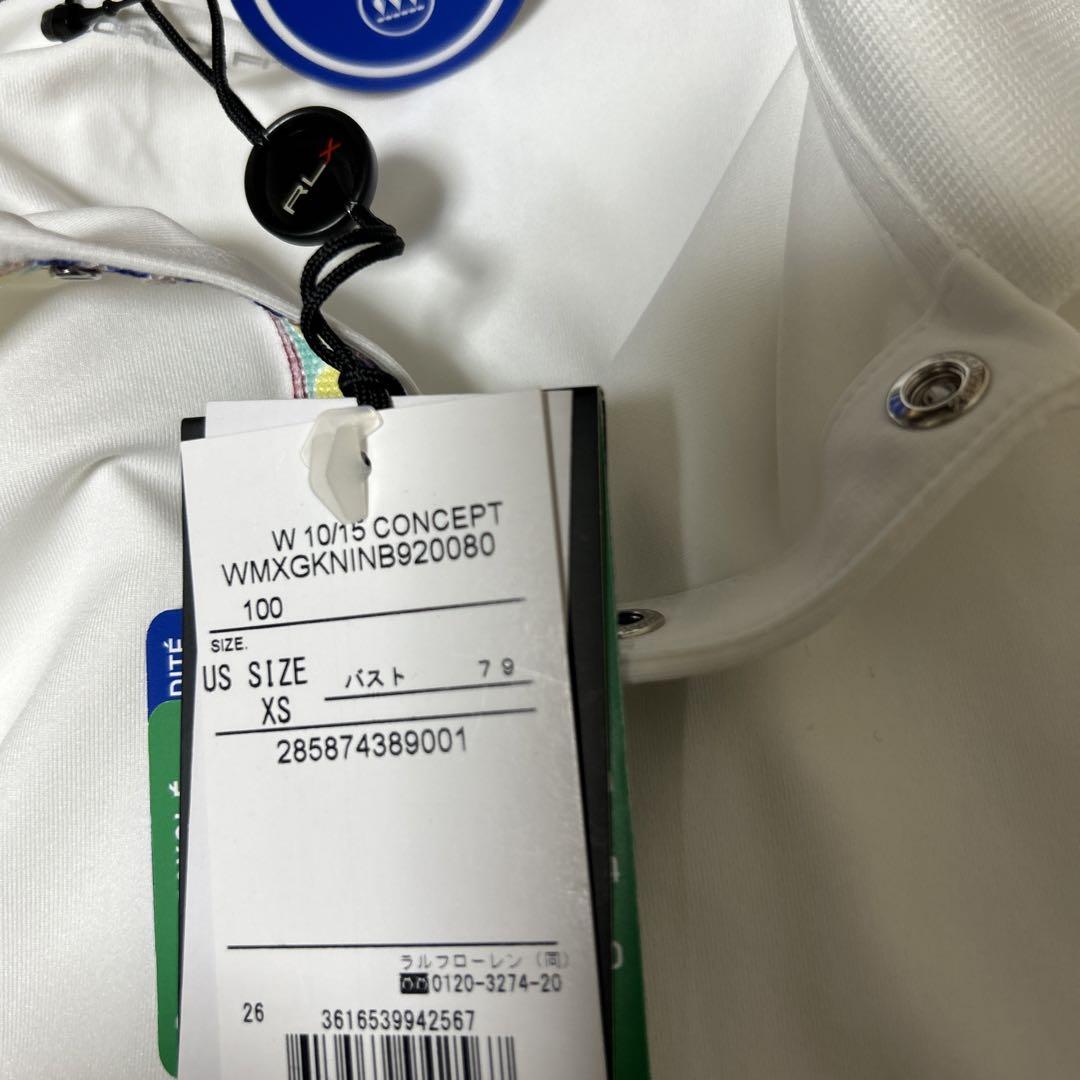 RLX
W 10/15 CONCEPT
WMXGKNINB920080
100
SIZE.
US SIZE バスト 79
XS
285874389001
ラルフローレン（同）
0120-3274-20
26 3616539942567
DITÉ